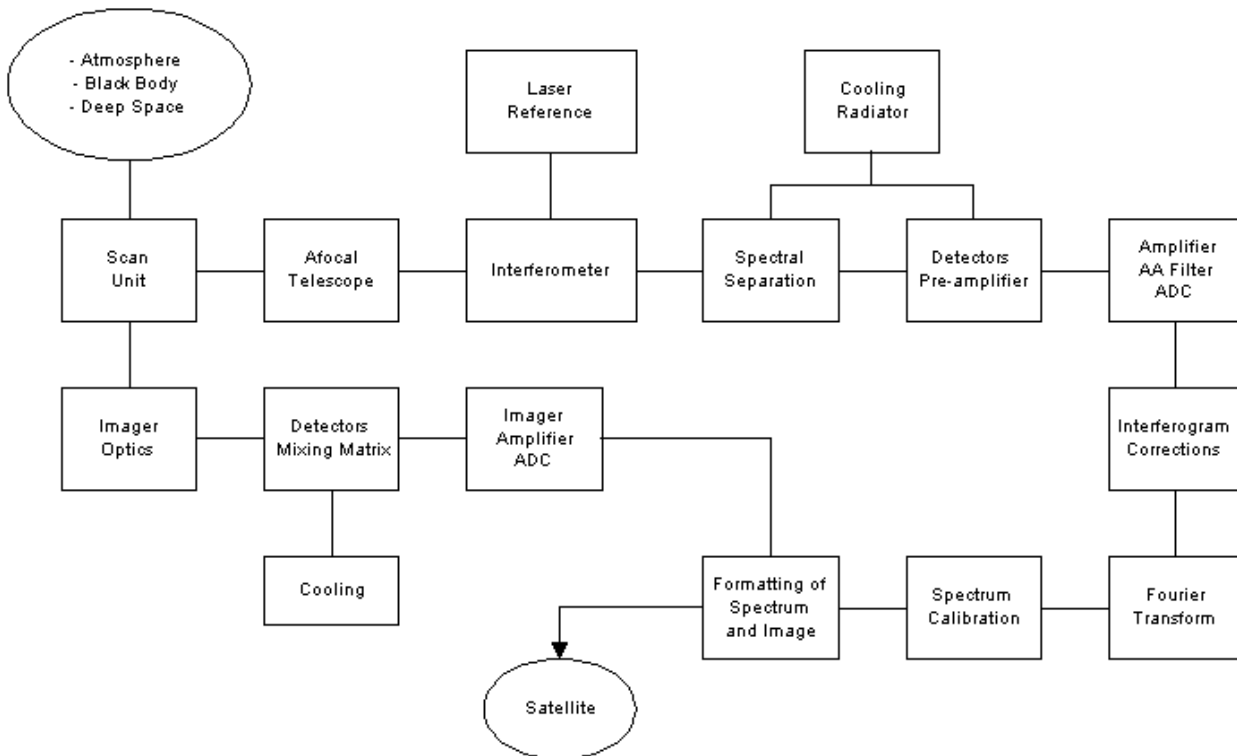 - Atmosphere
- Black Body
- Deep Space
Laser
Reference
Cooling
Radiator
Scan
Unit
Afocal
Telescope
Interferometer
Spectral
Separation
Detectors
Pre-amplifier
Amplifier
AA Filter
ADC
Imager
Optics
Detectors
Mixing Matrix
Imager
Amplifier
ADC
Interferogram
Corrections
Cooling
Formatting of
Spectrum
and Image
Spectrum
Calibration
Fourier
Transform
Satellite